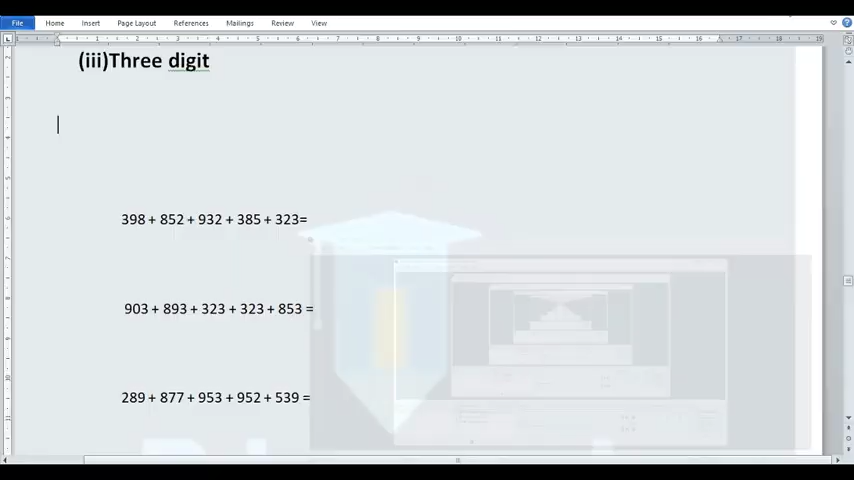 File Home Insert Page Layout References Mailings Review View
(iii)Three digit
398 + 852 + 932 + 385 + 323=
903 + 893 + 323 + 323 + 853 =
289 + 877 + 953 + 952 + 539 =